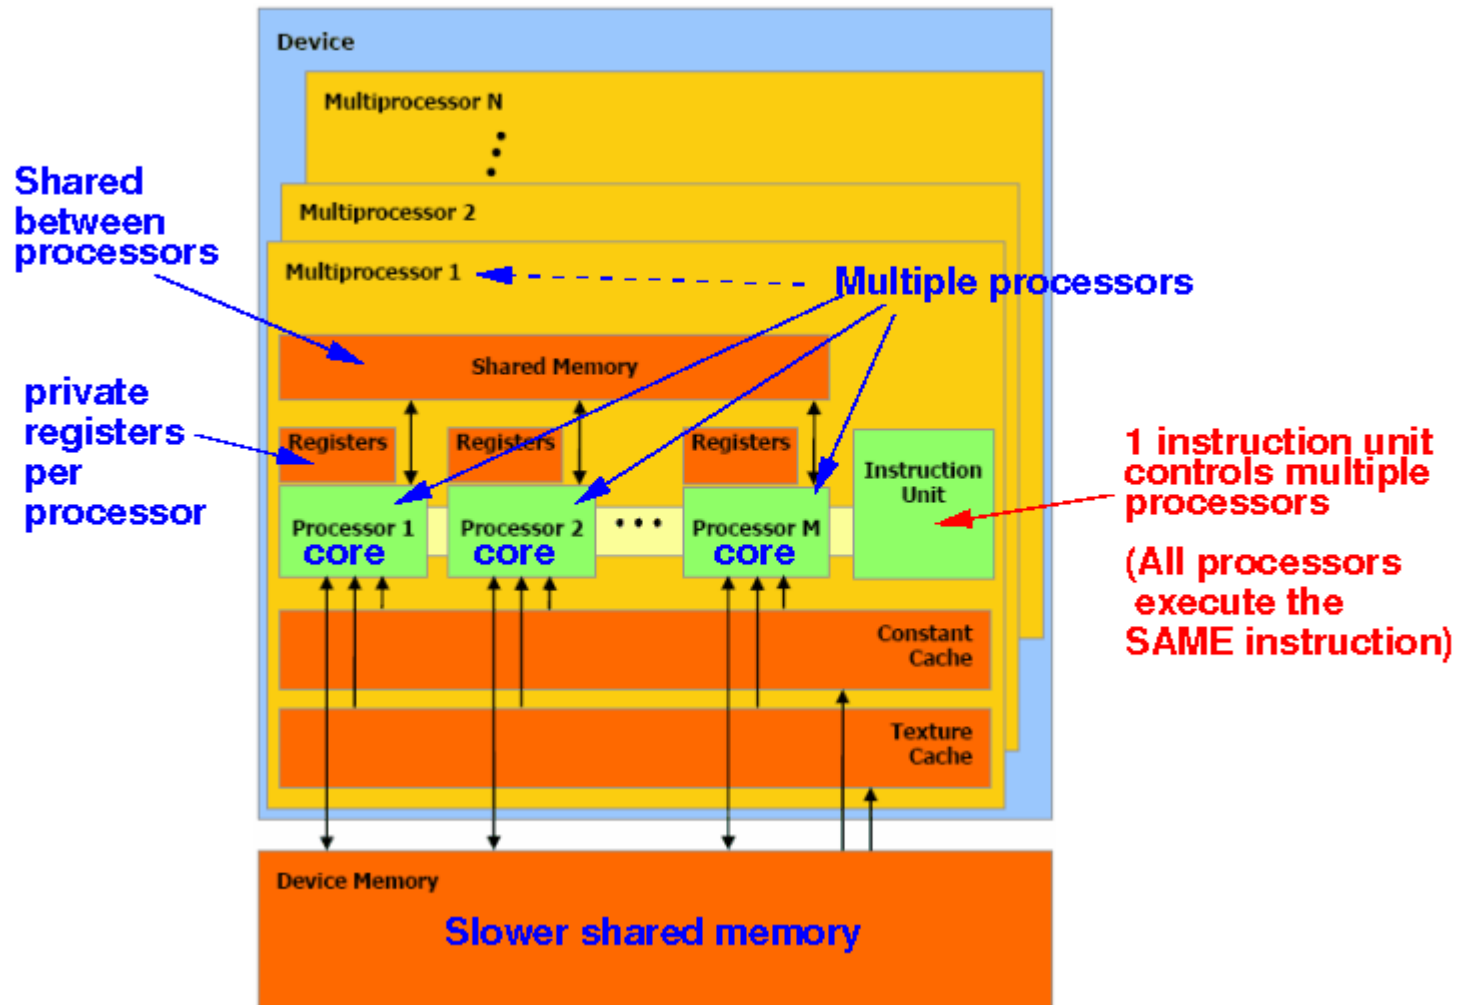 Device
Multiprocessor N
Shared
between
processors
Multiprocessor 2
Multiprocessor 1
Multiple processors
Shared Memory
private
registers
per
processor
Registers
Registers
Registers
Instruction
Unit
1 instruction unit
controls multiple
processors
Processor 1
core
Processor 2
core
•••
Processor M
core
(All processors
execute the
SAME instruction)
Constant
Cache
Texture
Cache
Device Memory
Slower shared memory